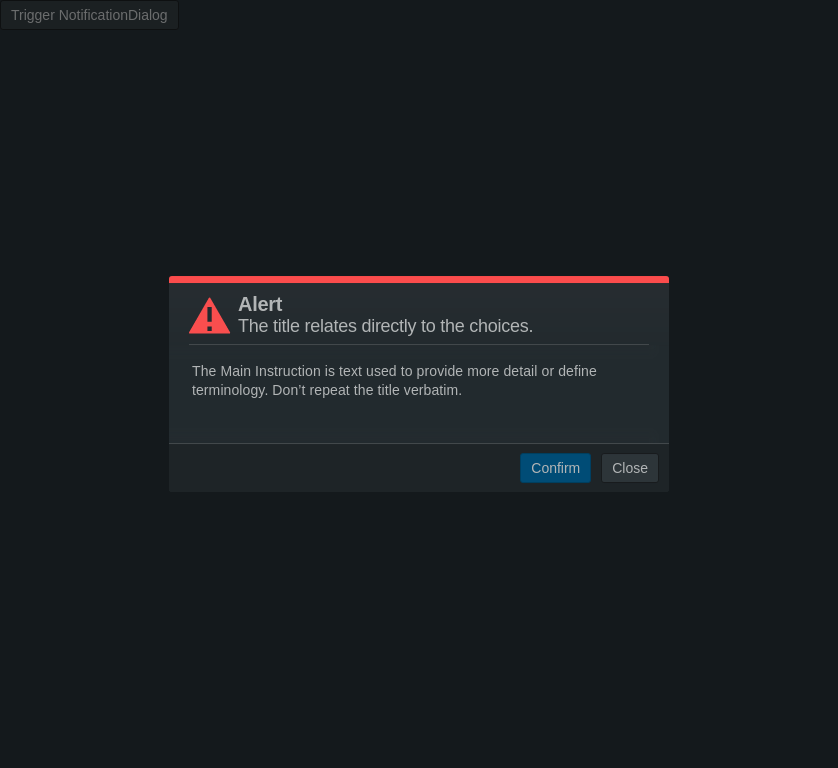 Trigger NotificationDialog
Alert
The title relates directly to the choices.
The Main Instruction is text used to provide more detail or define
terminology. Don’t repeat the title verbatim.
Confirm
Close